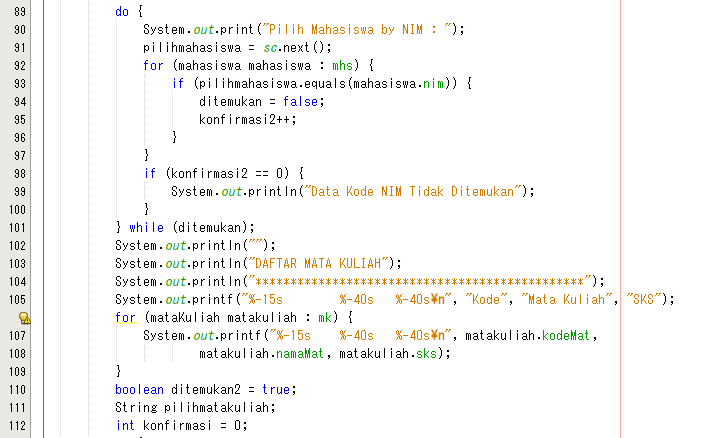 89 do {
90 System.out.print("Pilih Mahasiswa by NIM : ");
91 pilihmahasiswa = sc.next();
92 for (mahasiswa mahasiswa : mhs) {
93 if (pilihmahasiswa.equals(mahasiswa.nim)) {
94 ditemukan = false;
95 konfirmasi2++;
96 }
97 }
98 if (konfirmasi2 == 0) {
99 System.out.println("Data Kode NIM Tidak Ditemukan");
100 }
101 } while (ditemukan);
102 System.out.println("");
103 System.out.println("DAFTAR MATA KULIAH");
104 System.out.println("***********************************************");
105 System.out.printf("%-15s    %-40s   %-40s¥n", "Kode", "Mata Kuliah", "SKS");
for (mataKuliah matakuliah : mk) {
107 System.out.printf("%-15s    %-40s   %-40s¥n", matakuliah.kodeMat,
108 matakuliah.namaMat, matakuliah.sks);
109 }
110 boolean ditemukan2 = true;
111 String pilihmatakuliah;
112 int konfirmasi = 0;